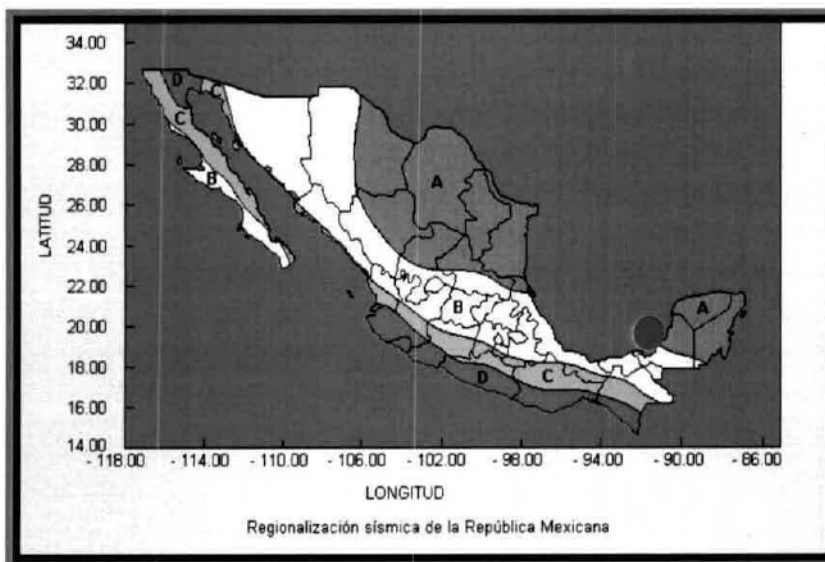 34.00
32.00
30.00
28.00
26.00
24.00
22.00
20.00
18.00
16.00
14.00
LATITUD
D
C
C
B
A
B
A
C
D
- 118.00 - 114.00 - 110.00 - 106.00 - 102.00 - 98.00 - 94.00 - 90.00 - 86.00
LONGITUD
Regionalización sísmica de la República Mexicana